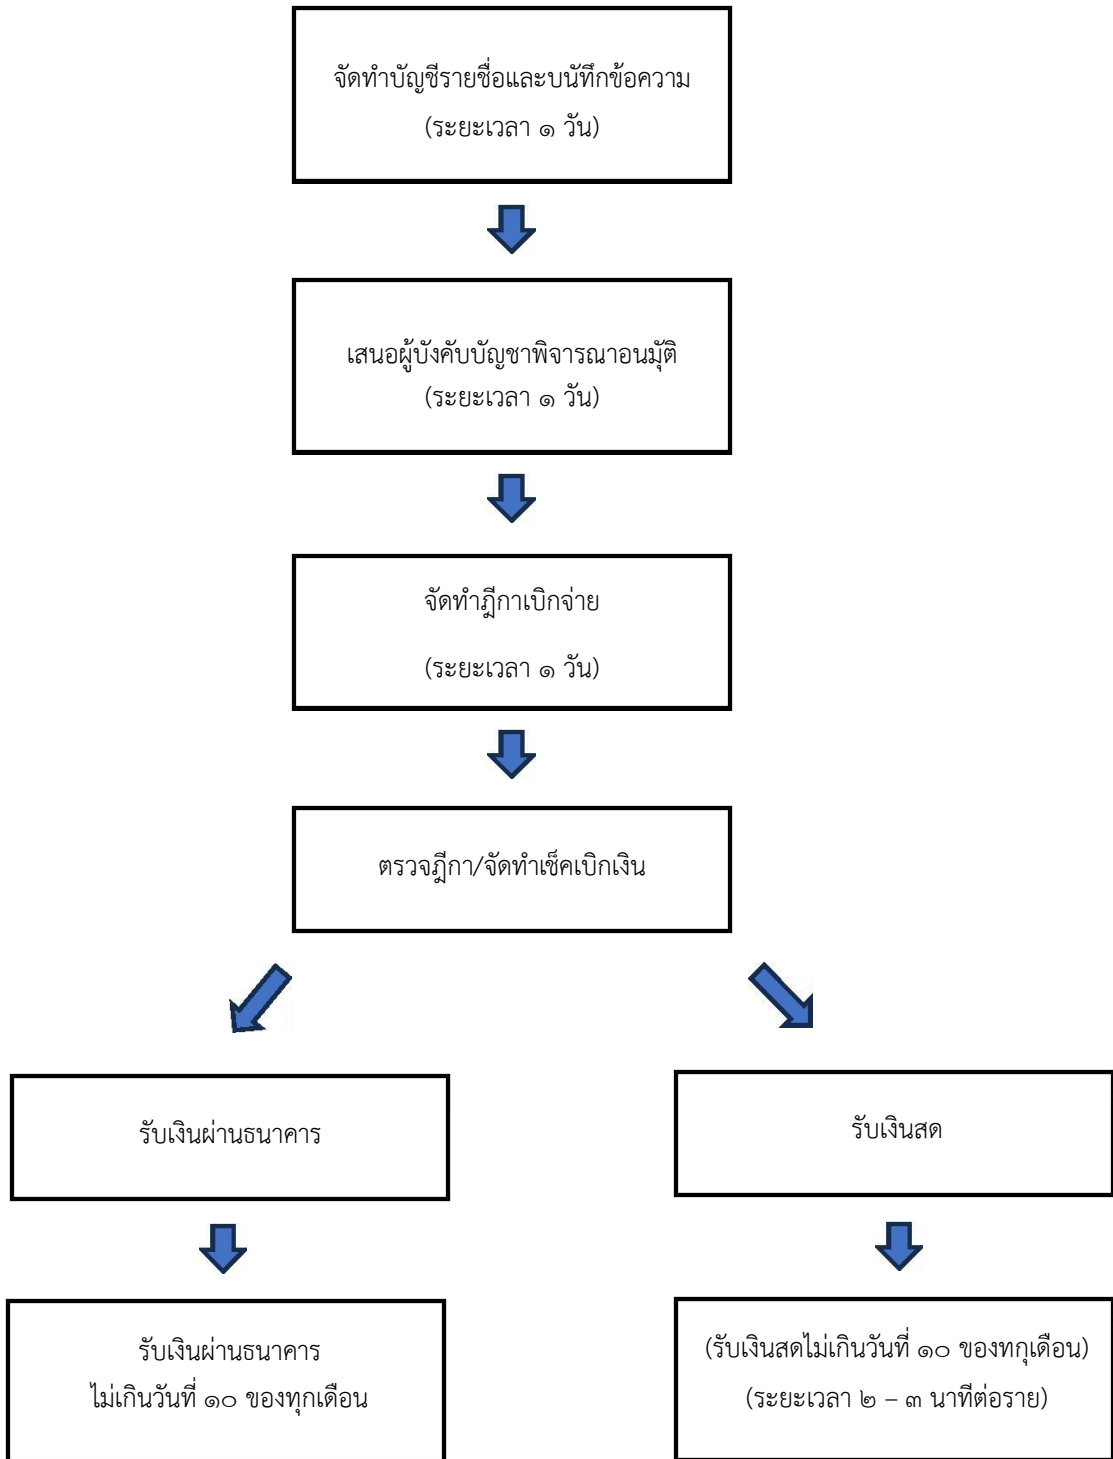 จัดทำบัญชีรายชื่อและบนัทึกข้อความ
(ระยะเวลา ๑ วัน)
เสนอผู้บังคับบัญชาพิจารณาอนมุัติ
(ระยะเวลา ๑ วัน)
จัดทำฎีกาเบิกจ่าย
(ระยะเวลา ๑ วัน)
ตรวจฎีกา/จัดทำเช็คเบิกเงิน
รับเงินผ่านธนาคาร
รับเงินสด
รับเงินผ่านธนาคาร
ไม่เกินวันที่ ๑๐ ของทุกเดือน
(รับเงินสดไม่เกินวันที่ ๑๐ ของทกุเดือน)
(ระยะเวลา ๒ – ๓ นาทีต่อราย)